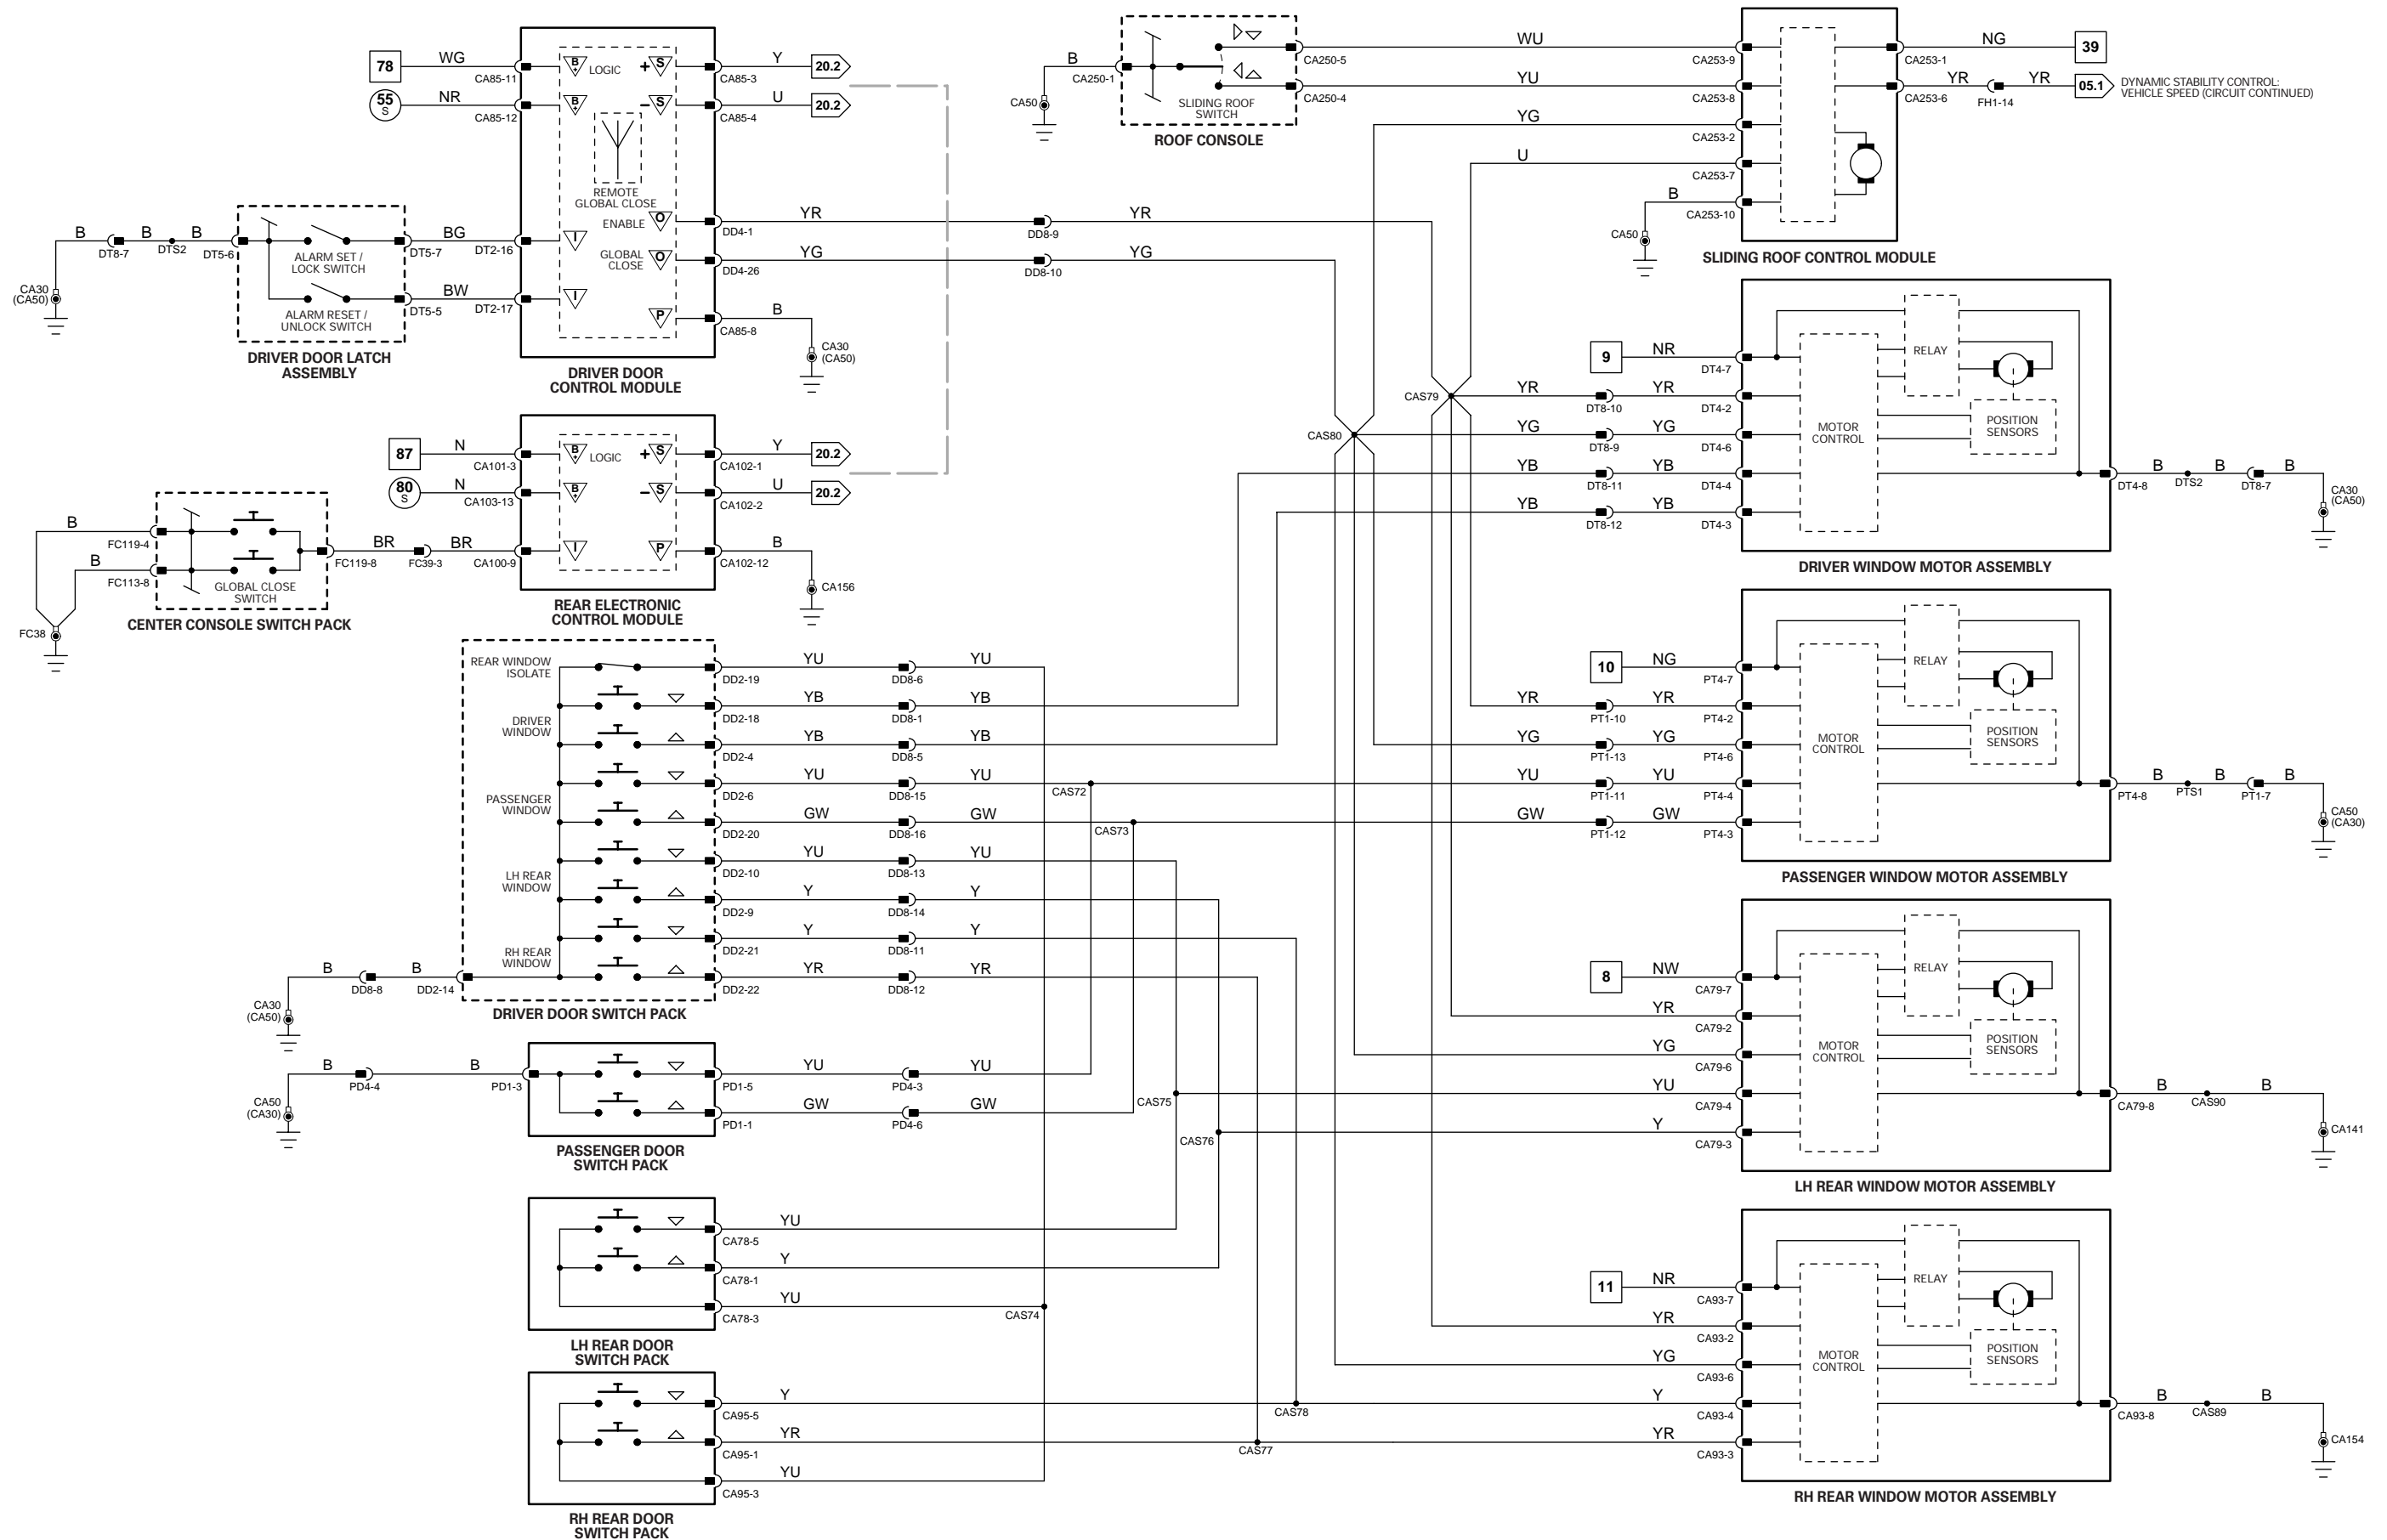 78
WG
CA85-11
55
S
NR
CA85-12
B+
LOGIC
B+
+
S
–
S
Y
CA85-3
20.2
U
CA85-4
20.2
REMOTE
GLOBAL CLOSE
ENABLE
O
YR
DD4-1
DD8-9
YR
GLOBAL
CLOSE
O
YG
DD4-26
DD8-10
YG
I
I
P
B
CA85-8
CA30
(CA50)
DRIVER DOOR
CONTROL MODULE
B
DT8-7
B
DTS2
B
DT5-6
CA30
(CA50)
ALARM SET /
LOCK SWITCH
ALARM RESET /
UNLOCK SWITCH
BG
DT5-7
DT2-16
BW
DT5-5
DT2-17
DRIVER DOOR LATCH
ASSEMBLY
87
N
CA101-3
80
S
N
CA103-13
B+
LOGIC
B+
+
S
–
S
Y
CA102-1
20.2
U
CA102-2
20.2
I
P
B
CA102-12
CA156
REAR ELECTRONIC
CONTROL MODULE
B
FC119-4
B
FC113-8
FC38
GLOBAL CLOSE
SWITCH
CENTER CONSOLE SWITCH PACK
BR
FC119-8
FC39-3
BR
CA100-9
REAR WINDOW
ISOLATE
YU
DD2-19
DD8-6
YU
DRIVER
WINDOW
YB
DD2-18
DD8-1
YB
YB
DD2-4
DD8-5
YB
PASSENGER
WINDOW
YU
DD2-6
DD8-15
YU
CAS72
GW
DD2-20
DD8-16
GW
CAS73
LH REAR
WINDOW
YU
DD2-10
DD8-13
YU
Y
DD2-9
DD8-14
Y
RH REAR
WINDOW
Y
DD2-21
DD8-11
Y
YR
DD2-22
DD8-12
YR
B
DD8-8
B
DD2-14
CA30
(CA50)
DRIVER DOOR SWITCH PACK
B
PD4-4
B
PD1-3
CA50
(CA30)
YU
PD1-5
PD4-3
YU
GW
PD1-1
PD4-6
GW
PASSENGER DOOR
SWITCH PACK
CAS75
CAS76
YU
CA78-5
Y
CA78-1
YU
CA78-3
CAS74
LH REAR DOOR
SWITCH PACK
Y
CA95-5
CAS78
YR
CA95-1
CAS77
YU
CA95-3
RH REAR DOOR
SWITCH PACK
B
CA250-1
CA50
SLIDING ROOF
SWITCH
ROOF CONSOLE
CA250-5
WU
CA253-9
CA250-4
YU
CA253-8
YG
CA253-2
U
CA253-7
B
CA253-10
CA50
NG
CA253-1
39
YR
CA253-6
FH1-14
YR
05.1
DYNAMIC STABILITY CONTROL:
VEHICLE SPEED (CIRCUIT CONTINUED)
SLIDING ROOF CONTROL MODULE
CAS79
CAS80
9
NR
DT4-7
YR
DT8-10
YR
DT4-2
YG
DT8-9
YG
DT4-6
YB
DT8-11
YB
DT4-4
YB
DT8-12
YB
DT4-3
MOTOR
CONTROL
RELAY
POSITION
SENSORS
B
DT4-8
DTS2
B
DT8-7
B
CA30
(CA50)
DRIVER WINDOW MOTOR ASSEMBLY
10
NG
PT4-7
YR
PT1-10
YR
PT4-2
YG
PT1-13
YG
PT4-6
YU
PT1-11
YU
PT4-4
GW
PT1-12
GW
PT4-3
MOTOR
CONTROL
RELAY
POSITION
SENSORS
B
PT4-8
PTS1
B
PT1-7
B
CA50
(CA30)
PASSENGER WINDOW MOTOR ASSEMBLY
8
NW
CA79-7
YR
CA79-2
YG
CA79-6
YU
CA79-4
Y
CA79-3
MOTOR
CONTROL
RELAY
POSITION
SENSORS
B
CA79-8
CAS90
B
CA141
LH REAR WINDOW MOTOR ASSEMBLY
11
NR
CA93-7
YR
CA93-2
YG
CA93-6
Y
CA93-4
YR
CA93-3
MOTOR
CONTROL
RELAY
POSITION
SENSORS
B
CA93-8
CAS89
B
CA154
RH REAR WINDOW MOTOR ASSEMBLY